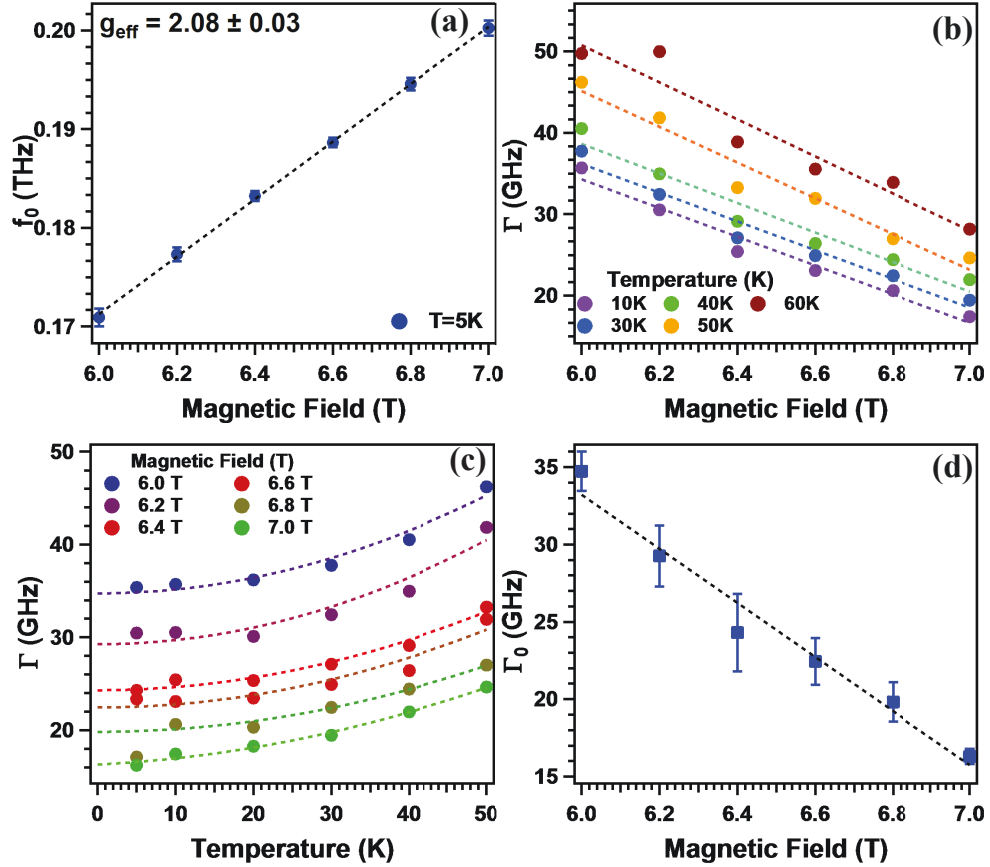 g_eff = 2.08 ± 0.03
(a)
f_0 (THz)
0.20
0.19
0.18
0.17
T=5K
6.0 6.2 6.4 6.6 6.8 7.0
Magnetic Field (T)
(b)
Γ (GHz)
50
40
30
20
Temperature (K)
10K 40K 60K
30K 50K
6.0 6.2 6.4 6.6 6.8 7.0
Magnetic Field (T)
(c)
Γ (GHz)
50
40
30
20
Magnetic Field (T)
6.0 T 6.6 T
6.2 T 6.8 T
6.4 T 7.0 T
0 10 20 30 40 50
Temperature (K)
(d)
Γ_0 (GHz)
35
30
25
20
15
6.0 6.2 6.4 6.6 6.8 7.0
Magnetic Field (T)